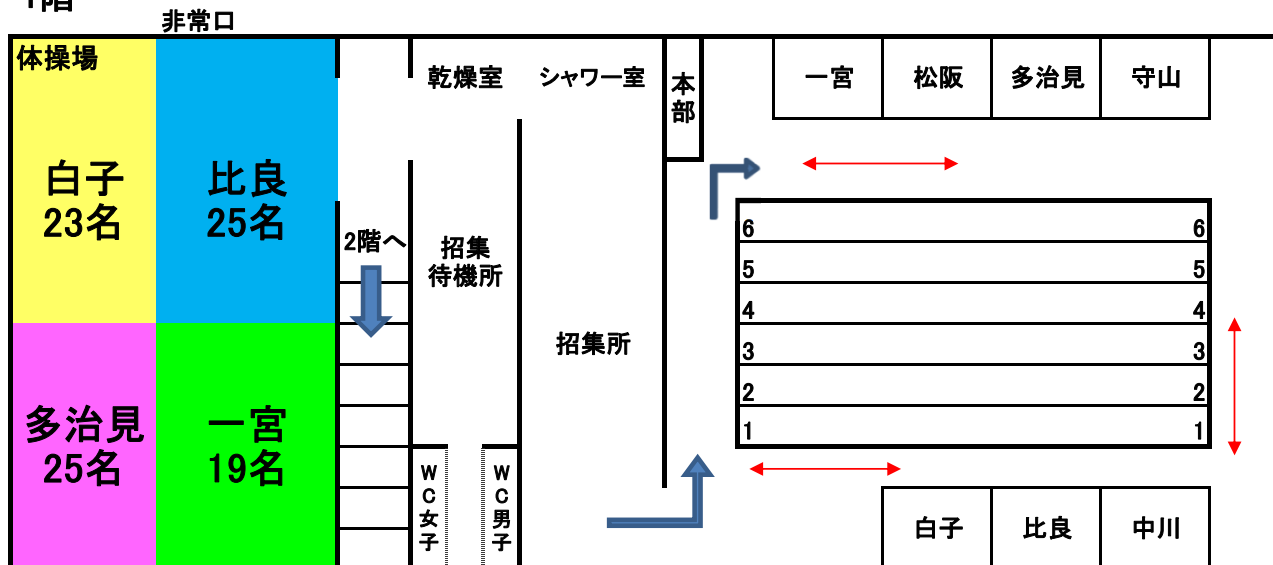 1階
非常口
体操場
白子
23名
比良
25名
多治見
25名
一宮
19名
2階へ
乾燥室
シャワー室
本部
招集
待機所
招集所
WC女子
WC男子
一宮
松阪
多治見
守山
6 6
5 5
4 4
3 3
2 2
1 1
白子
比良
中川